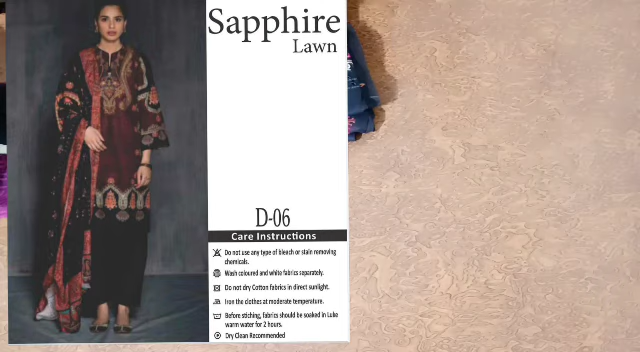 Sapphire
Lawn
D-06
Care Instructions
Do not use any type of bleach or stain removing
chemicals.
Wash coloured and white fabrics separately.
Do not dry Cotton fabrics in direct sunlight.
Iron the clothes at moderate temperature.
Before stiching, fabrics should be soaked in Luke
warm water for 2 hours.
Dry Clean Recommended